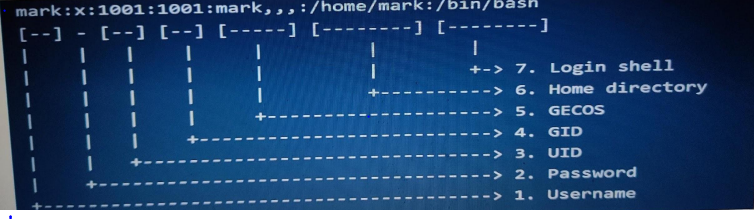 mark:x:1001:1001:mark,,,:/home/mark:/bin/bash
[--] - [--] [--] [-----] [--------] [--------]
7. Login shell
6. Home directory
5. GECOS
4. GID
3. UID
2. Password
1. Username